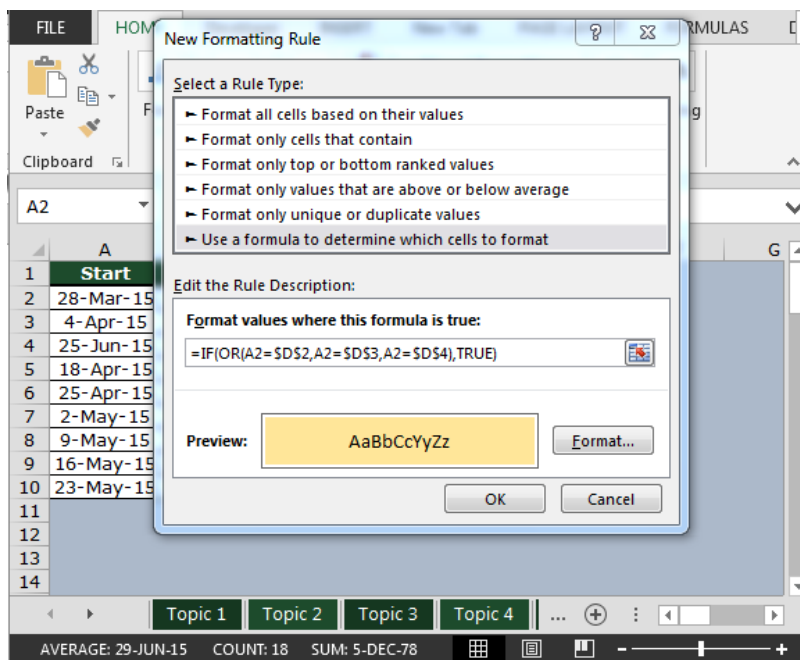 FILE HOM RMULAS
New Formatting Rule
Select a Rule Type:
Paste
Clipboard
► Format all cells based on their values
► Format only cells that contain
► Format only top or bottom ranked values
► Format only values that are above or below average
► Format only unique or duplicate values
► Use a formula to determine which cells to format
A2
Edit the Rule Description:
Format values where this formula is true:
=IF(OR(A2=$D$2,A2=$D$3,A2=$D$4),TRUE)
Preview: AaBbCcYyZz Format...
OK Cancel
A G
1 Start
2 28-Mar-15
3 4-Apr-15
4 25-Jun-15
5 18-Apr-15
6 25-Apr-15
7 2-May-15
8 9-May-15
9 16-May-15
10 23-May-15
11
12
13
14
Topic 1 Topic 2 Topic 3 Topic 4 ...
AVERAGE: 29-JUN-15 COUNT: 18 SUM: 5-DEC-78